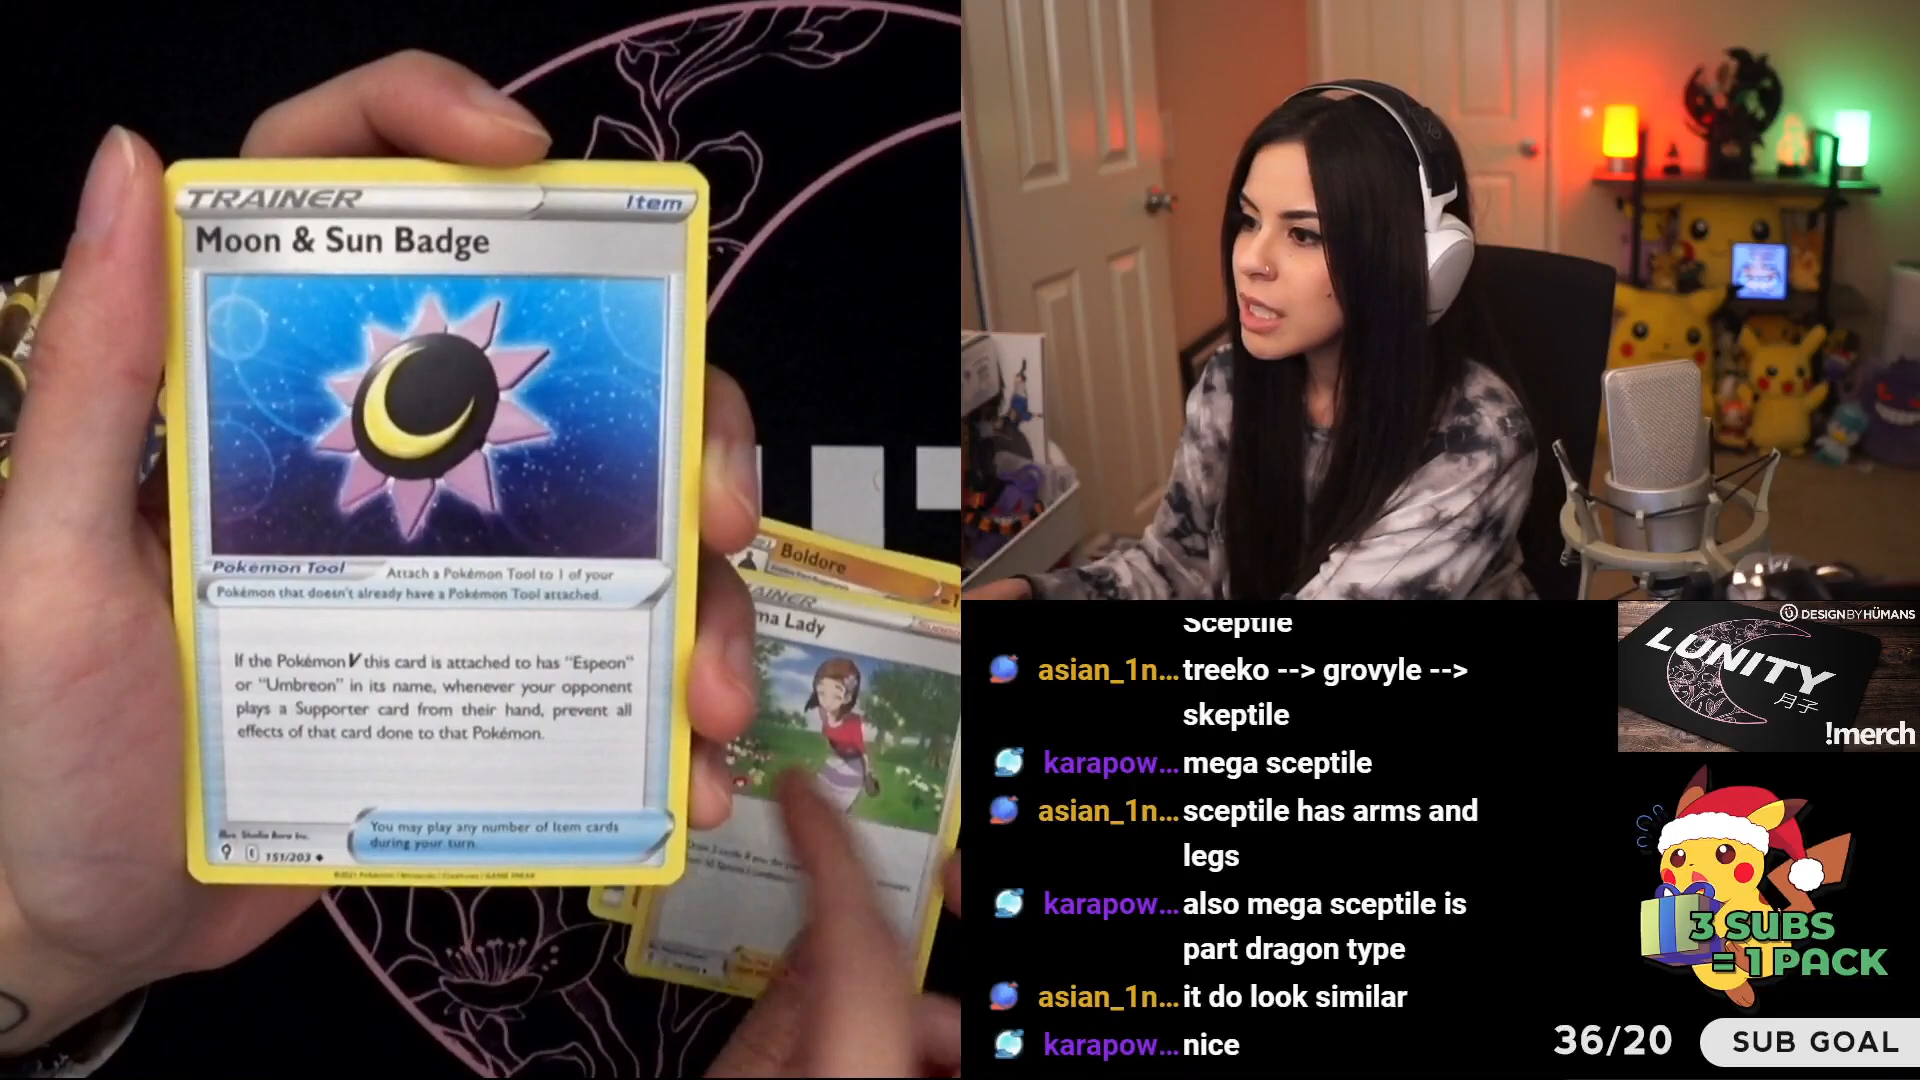 TRAINER
Item
Moon & Sun Badge
Pokémon Tool
Attach a Pokémon Tool to 1 of your
Pokémon that doesn't already have a Pokémon Tool attached.
If the Pokémon V this card is attached to has "Espeon"
or "Umbreon" in its name, whenever your opponent
plays a Supporter card from their hand, prevent all
effects of that card done to that Pokémon.
You may play any number of Item cards
during your turn.
151/203
Boldore
AINER
ma Lady
Sceptile
asian_1n... treeko --> grovyle -->
skeptile
karapow... mega sceptile
asian_1n... sceptile has arms and
legs
karapow... also mega sceptile is
part dragon type
asian_1n... it do look similar
karapow... nice
DESIGNBYHÜMANS
LUNITY
月子
!merch
3 SUBS
= 1 PACK
36/20
SUB GOAL